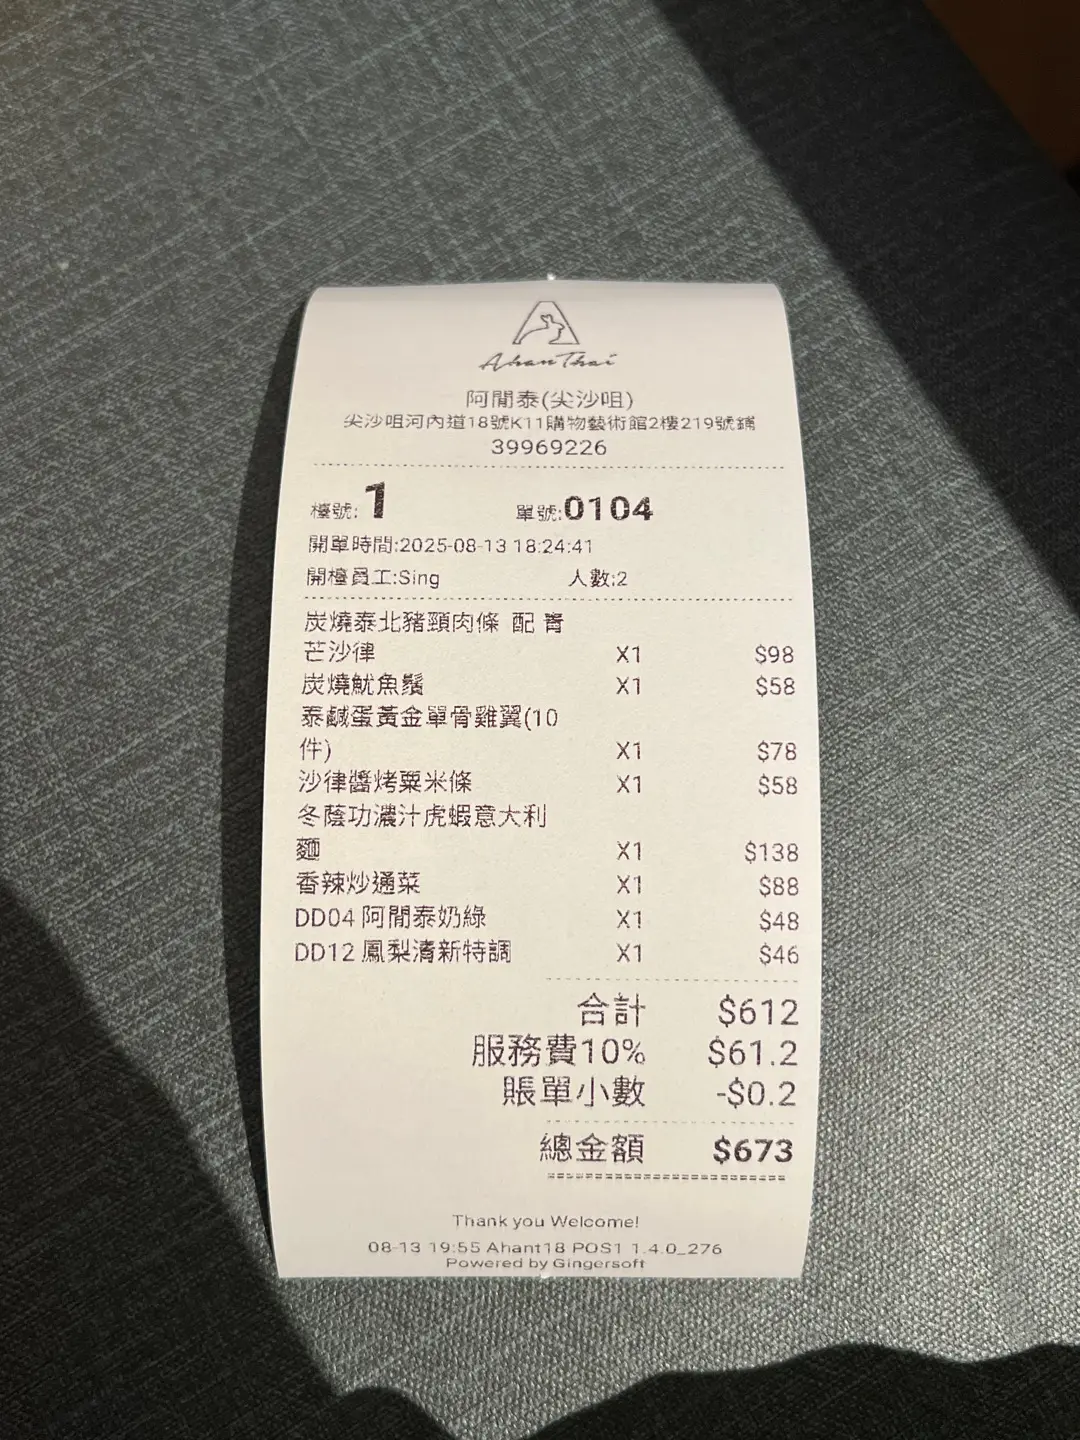 Ahan Thai
阿閒泰(尖沙咀)
尖沙咀河內道18號K11購物藝術館2樓219號鋪
39969226
檯號: 1 單號:0104
開單時間:2025-08-13 18:24:41
開檯員工:Sing 人數:2
炭燒泰北豬頸肉條 配 青
芒沙律 X1 $98
炭燒魷魚鬚 X1 $58
泰鹹蛋黃金單骨雞翼(10
件) X1 $78
沙律醬烤粟米條 X1 $58
冬蔭功濃汁虎蝦意大利
麵 X1 $138
香辣炒通菜 X1 $88
DD04 阿閒泰奶綠 X1 $48
DD12 鳳梨清新特調 X1 $46
合計 $612
服務費10% $61.2
賬單小數 -$0.2
總金額 $673
Thank you Welcome!
08-13 19:55 Ahant18 POS1 1.4.0_276
Powered by Gingersoft